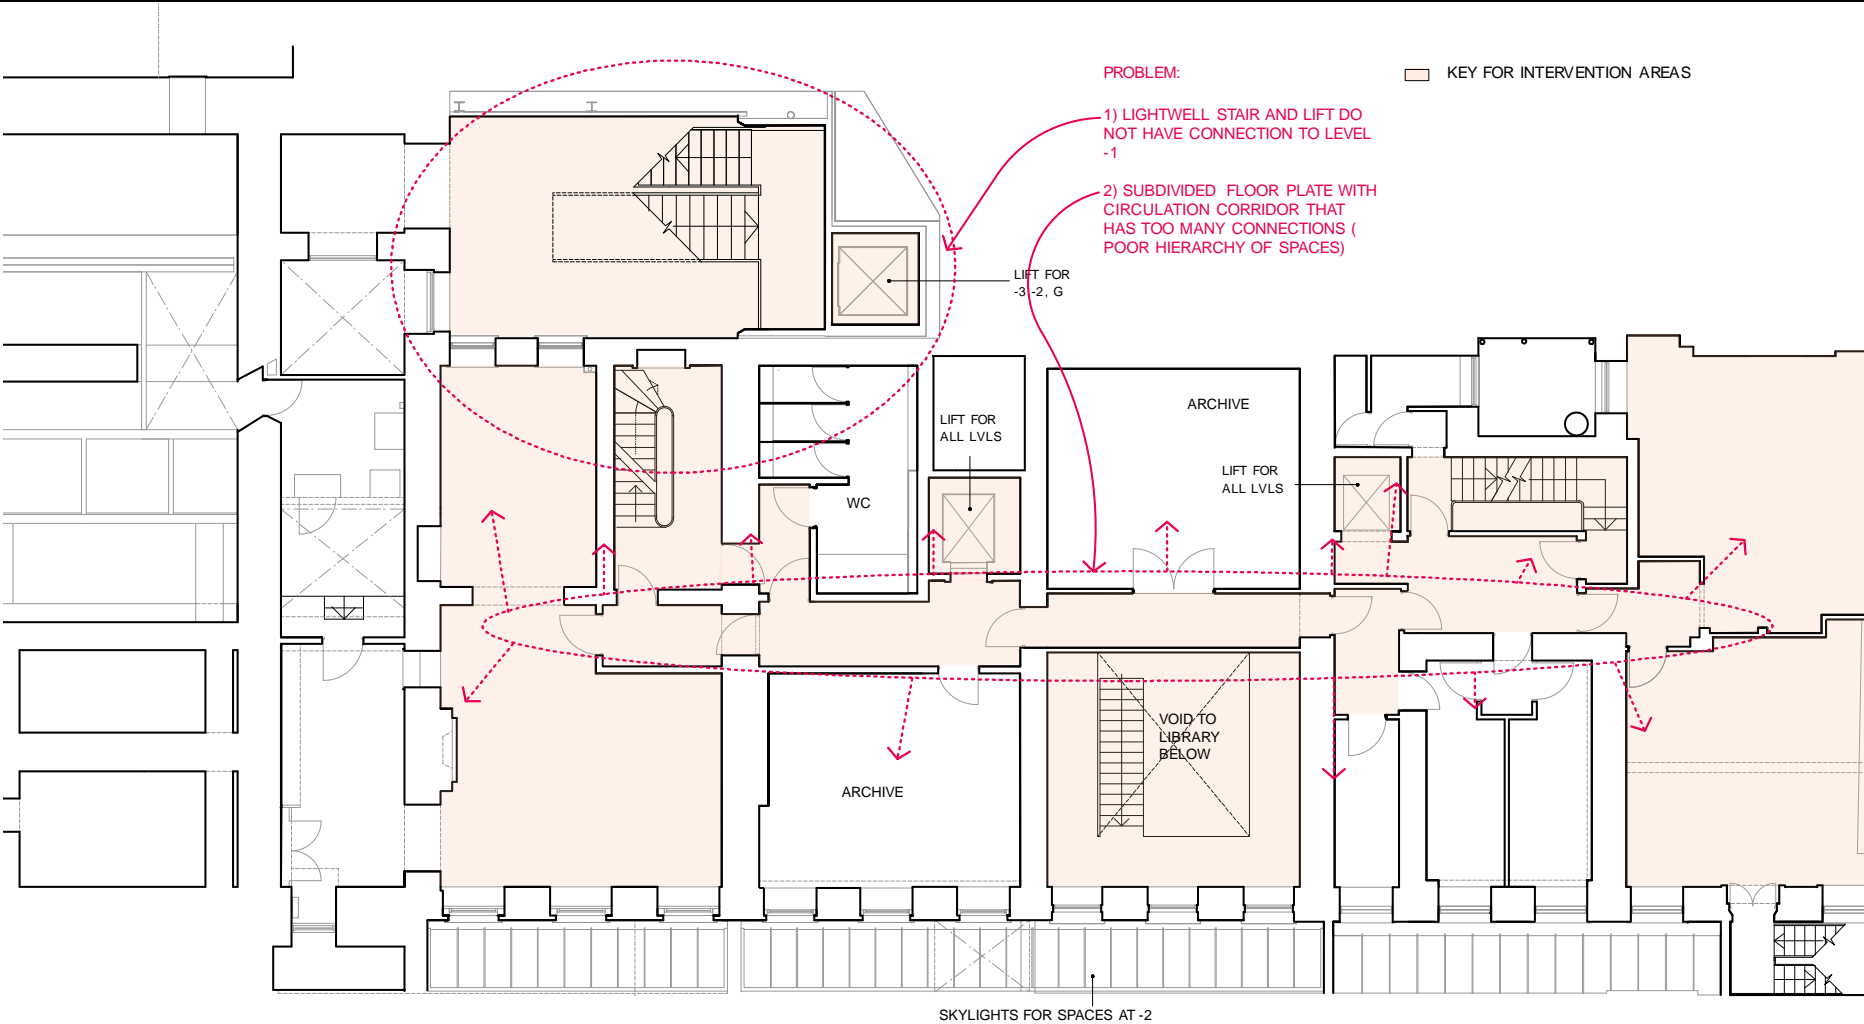 PROBLEM:
KEY FOR INTERVENTION AREAS
1) LIGHTWELL STAIR AND LIFT DO
NOT HAVE CONNECTION TO LEVEL
-1
2) SUBDIVIDED FLOOR PLATE WITH
CIRCULATION CORRIDOR THAT
HAS TOO MANY CONNECTIONS (
POOR HIERARCHY OF SPACES)
LIFT FOR
-3 -2, G
ARCHIVE
LIFT FOR
ALL LVLS
LIFT FOR
ALL LVLS
WC
VOID TO
LIBRARY
BELOW
ARCHIVE
SKYLIGHTS FOR SPACES AT -2